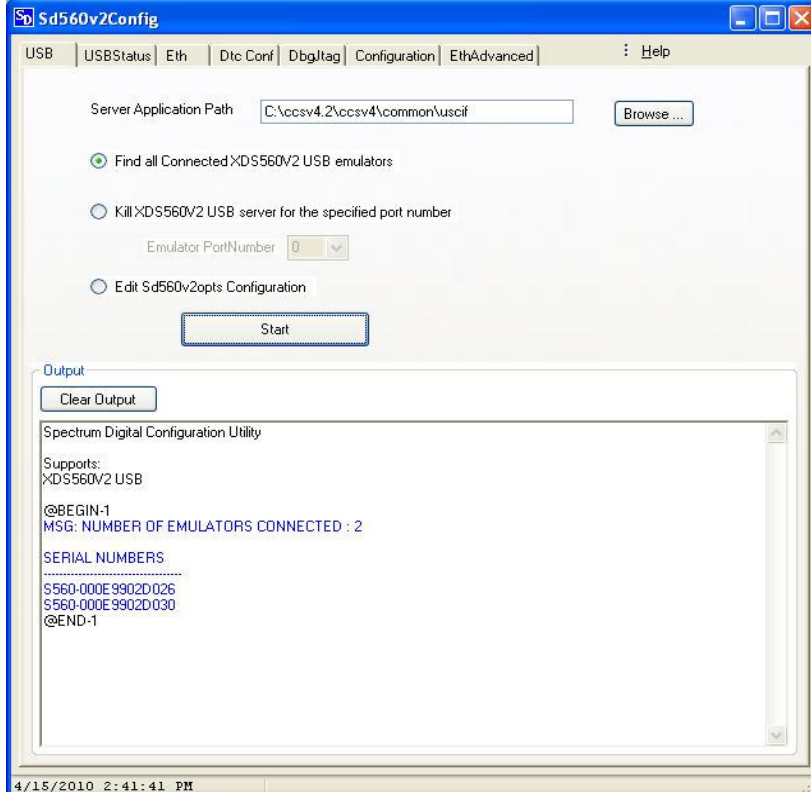 SD Sd560v2Config
USB USBStatus Eth Dtc Conf DbgJtag Configuration EthAdvanced Help
Server Application Path C:\ccsv4.2\ccsv4\common\uscif Browse ...
Find all Connected XDS560V2 USB emulators
Kill XDS560V2 USB server for the specified port number
Emulator PortNumber 0
Edit Sd560v2opts Configuration
Start
Output
Clear Output
Spectrum Digital Configuration Utility
Supports:
XDS560V2 USB
@BEGIN-1
MSG: NUMBER OF EMULATORS CONNECTED : 2
SERIAL NUMBERS
-----------------------------------
S560-000E9902D026
S560-000E9902D030
@END-1
4/15/2010 2:41:41 PM